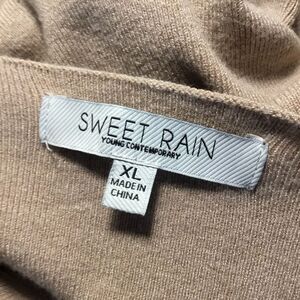 SWEET RAIN
YOUNG CONTEMPORARY
XL
MADE IN
CHINA